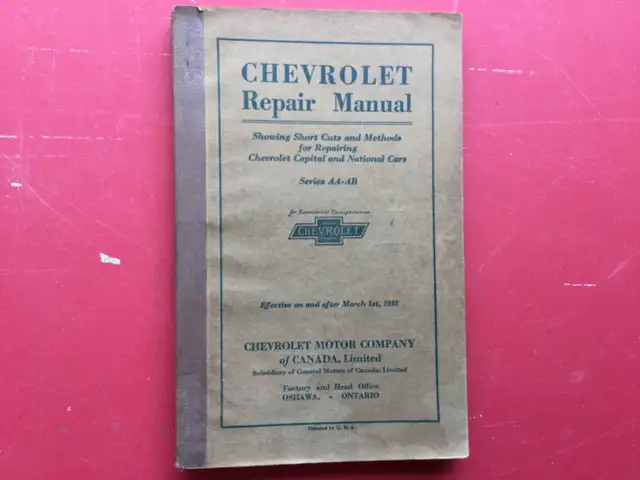 CHEVROLET
Repair Manual
Showing Short Cuts and Methods
for Repairing
Chevrolet Capital and National Cars
Series AA-AB
for Economical Transportation
CHEVROLET
Effective on and after March 1st,
CHEVROLET MOTOR COMPANY
of CANADA, Limited
Subsidiary of General Motors of Canada, Limited
Factory and Head Office
OSHAWA, - ONTARIO